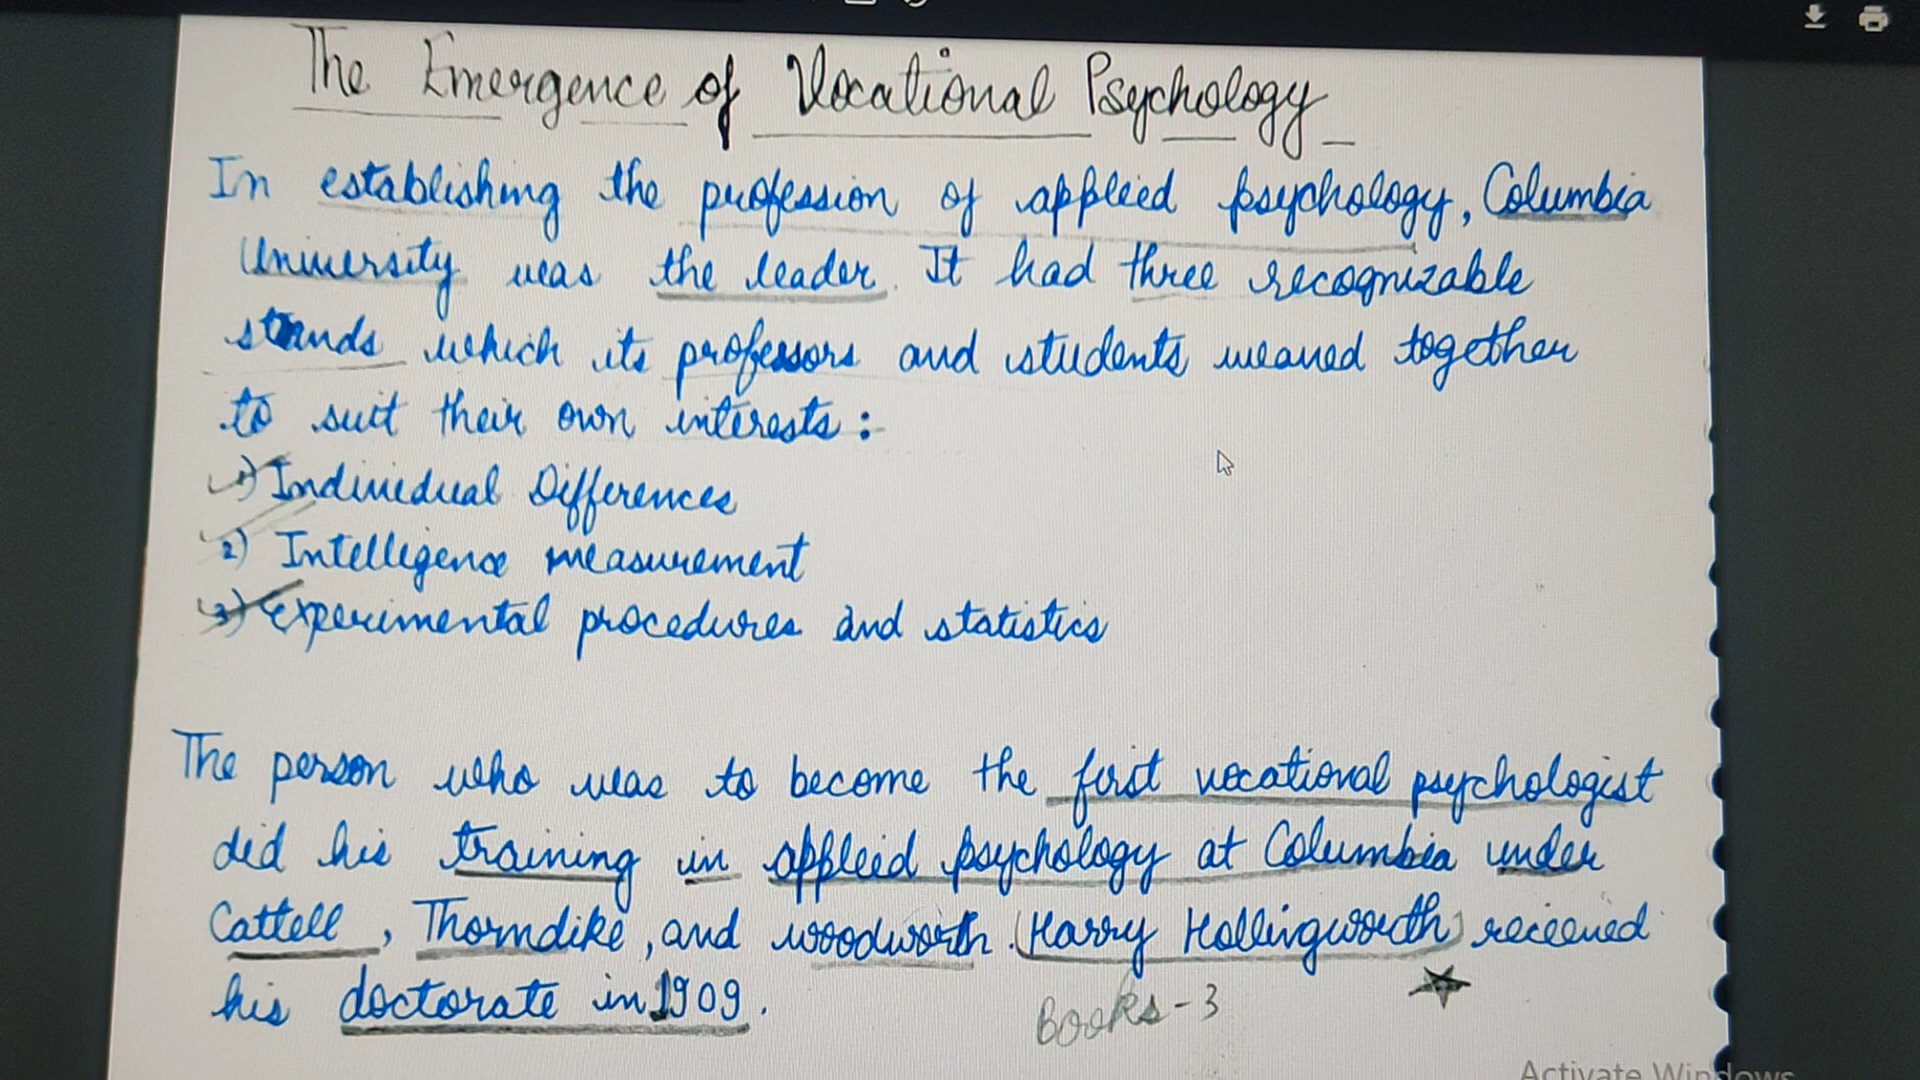 The Emergence of Vocational Psychology
In establishing the profession of applied psychology, Columbia
University was the leader. It had three recognizable
strands which its professors and students weaved together
to suit their own interests :-
1) Individual Differences
2) Intelligence measurement
3) Experimental procedures and statistics
The person who was to become the first vocational psychologist
did his training in applied psychology at Columbia under
Cattell, Thorndike, and woodworth. (Harry Hollingworth) received
his doctorate in 1909.
Books - 3
Activate Windows